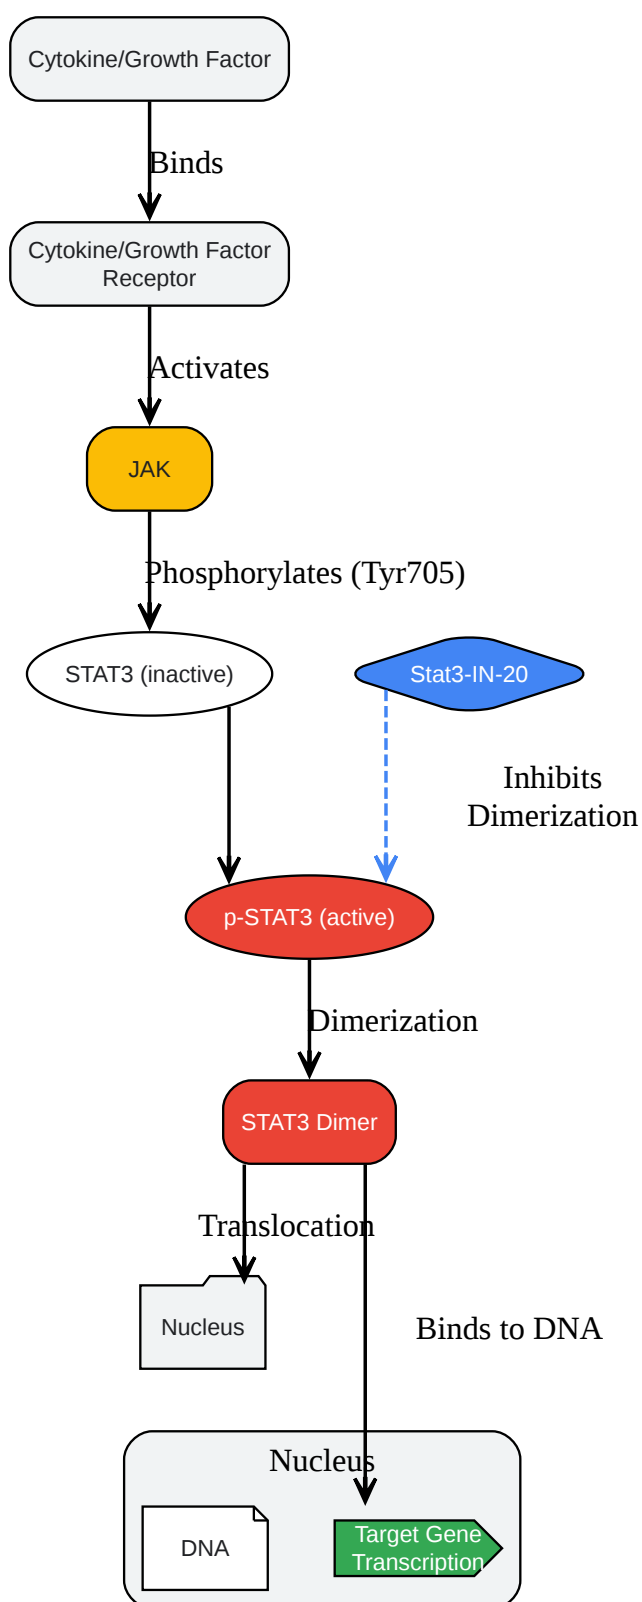 Cytokine/Growth Factor
Binds
Cytokine/Growth Factor
Receptor
Activates
JAK
Phosphorylates (Tyr705)
STAT3 (inactive)
Stat3-IN-20
Inhibits
Dimerization
p-STAT3 (active)
Dimerization
STAT3 Dimer
Translocation
Nucleus
Binds to DNA
Nucleus
DNA
Target Gene
Transcription